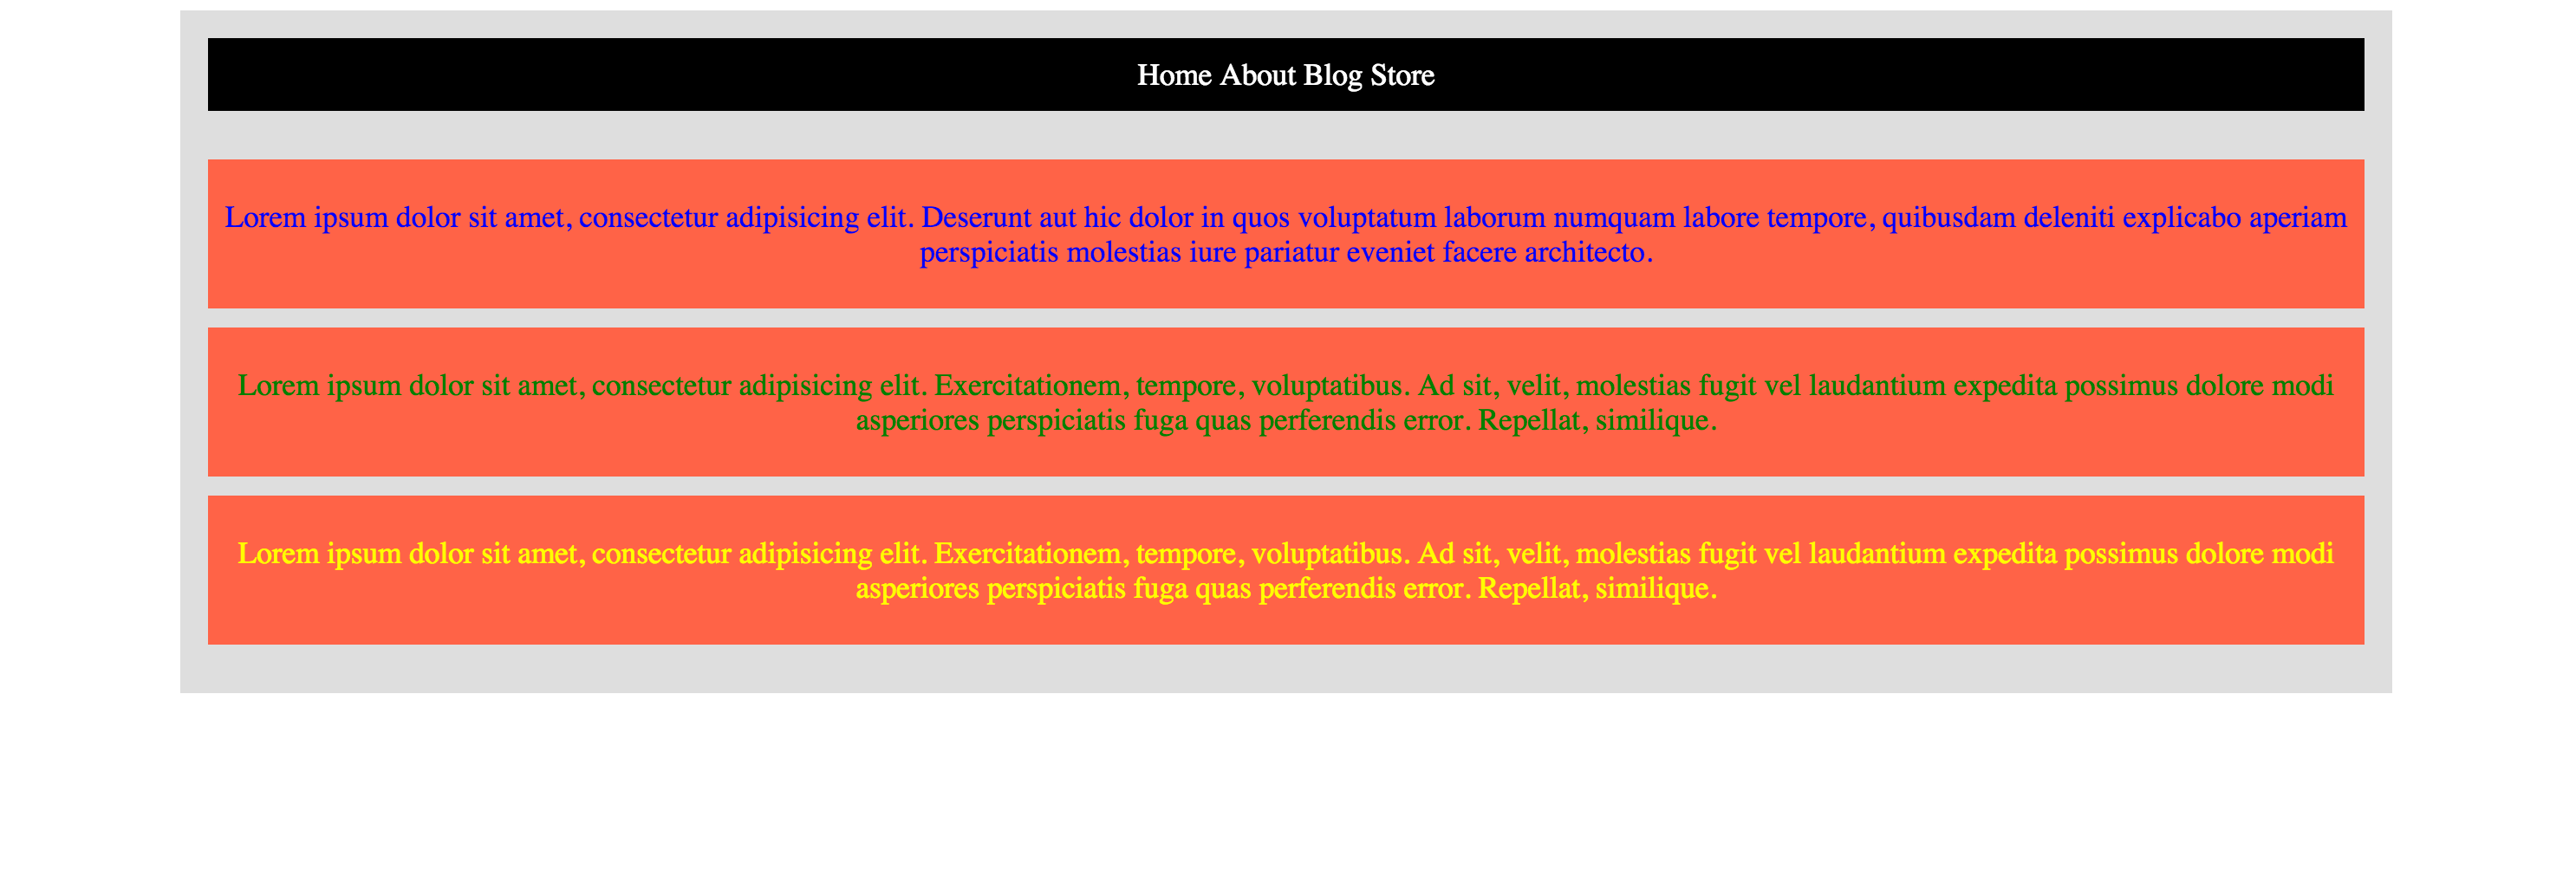 Home About Blog Store
Lorem ipsum dolor sit amet, consectetur adipisicing elit. Deserunt aut hic dolor in quos voluptatum laborum numquam labore tempore, quibusdam deleniti explicabo aperiam
perspiciatis molestias iure pariatur eveniet facere architecto.
Lorem ipsum dolor sit amet, consectetur adipisicing elit. Exercitationem, tempore, voluptatibus. Ad sit, velit, molestias fugit vel laudantium expedita possimus dolore modi
asperiores perspiciatis fuga quas perferendis error. Repellat, similique.
Lorem ipsum dolor sit amet, consectetur adipisicing elit. Exercitationem, tempore, voluptatibus. Ad sit, velit, molestias fugit vel laudantium expedita possimus dolore modi
asperiores perspiciatis fuga quas perferendis error. Repellat, similique.